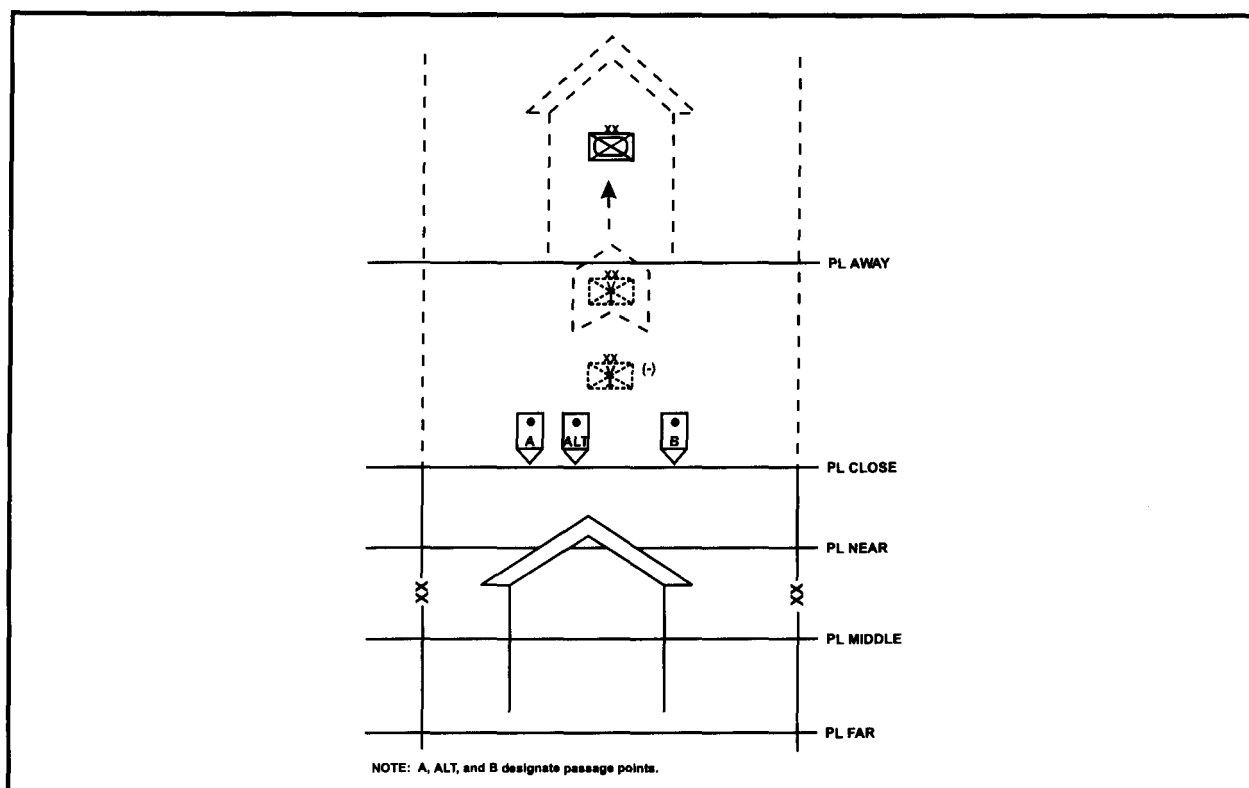 XX
PL AWAY
XX
XX (-)
A ALT B
PL CLOSE
PL NEAR
XX XX
PL MIDDLE
PL FAR
NOTE: A, ALT, and B designate passage points.